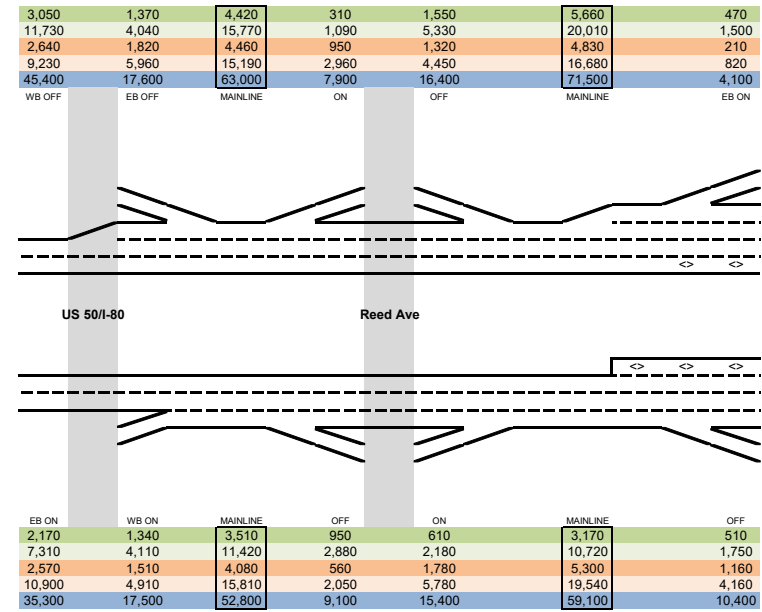 3,050 1,370 4,420 310 1,550 5,660 470
11,730 4,040 15,770 1,090 5,330 20,010 1,500
2,640 1,820 4,460 950 1,320 4,830 210
9,230 5,960 15,190 2,960 4,450 16,680 820
45,400 17,600 63,000 7,900 16,400 71,500 4,100
WB OFF EB OFF MAINLINE ON OFF MAINLINE EB ON
<> <>
US 50/I-80 Reed Ave
<> <> <>
EB ON WB ON MAINLINE OFF ON MAINLINE OFF
2,170 1,340 3,510 950 610 3,170 510
7,310 4,110 11,420 2,880 2,180 10,720 1,750
2,570 1,510 4,080 560 1,780 5,300 1,160
10,900 4,910 15,810 2,050 5,780 19,540 4,160
35,300 17,500 52,800 9,100 15,400 59,100 10,400